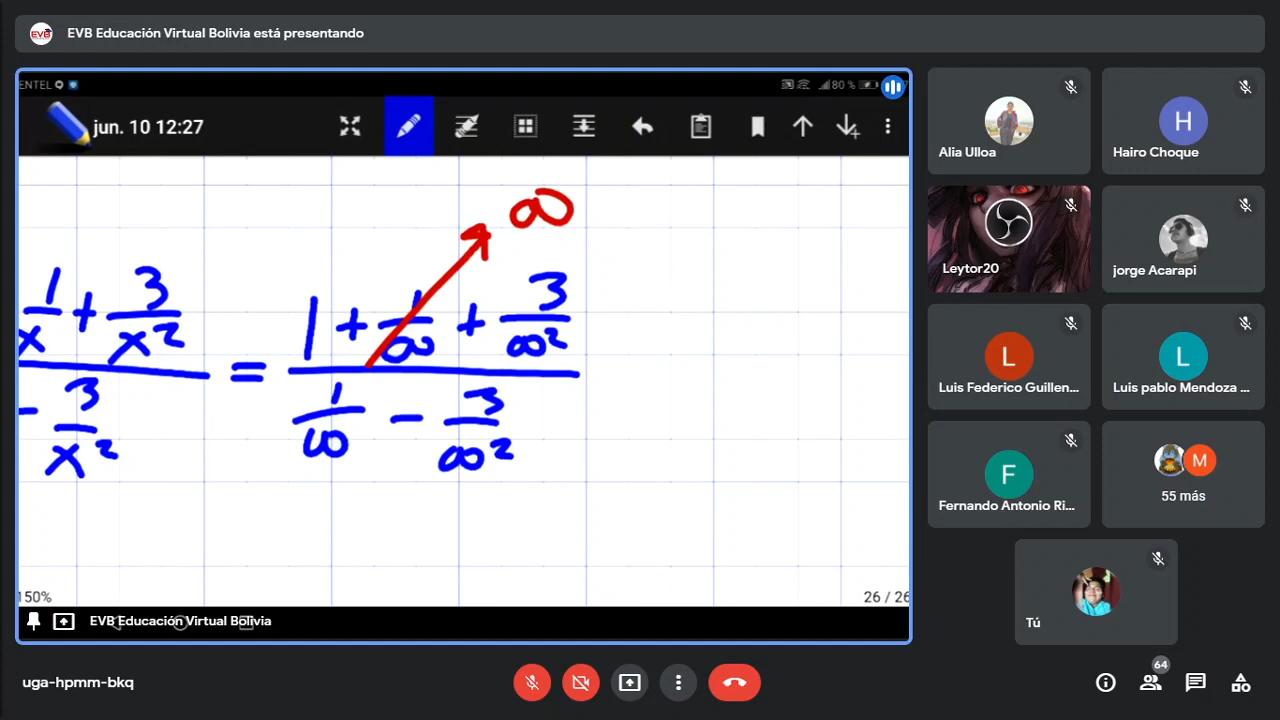 EVB Educación Virtual Bolivia está presentando
ENTEL 80 %
jun. 10 12:27
∞
1/x + 3/x² = 1 + 1/∞ + 3/∞²
- 3/x² 1/∞ - 3/∞²
150% 26 / 26
EVB Educación Virtual Bolivia
Alia Ulloa
H
Hairo Choque
Leytor20
jorge Acarapi
L
Luis Federico Guillen...
L
Luis pablo Mendoza ...
F
Fernando Antonio Ri...
M
55 más
Tú
uga-hpmm-bkq
64